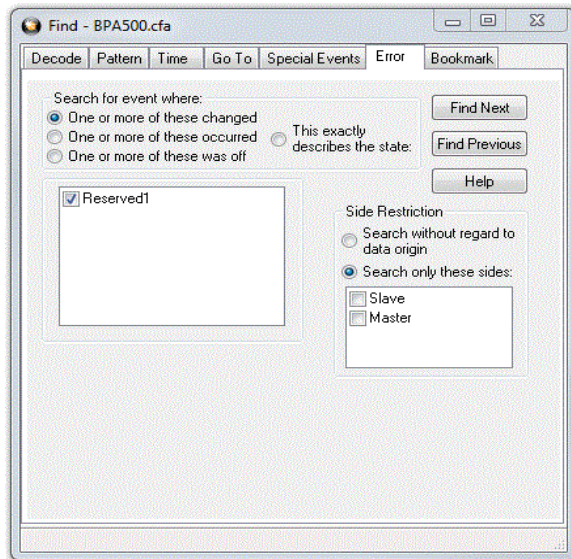 Find - BPA500.cfa
Decode Pattern Time Go To Special Events Error Bookmark
Search for event where:
One or more of these changed
One or more of these occurred
One or more of these was off
This exactly
describes the state:
Find Next
Find Previous
Help
Reserved1
Side Restriction
Search without regard to
data origin
Search only these sides:
Slave
Master